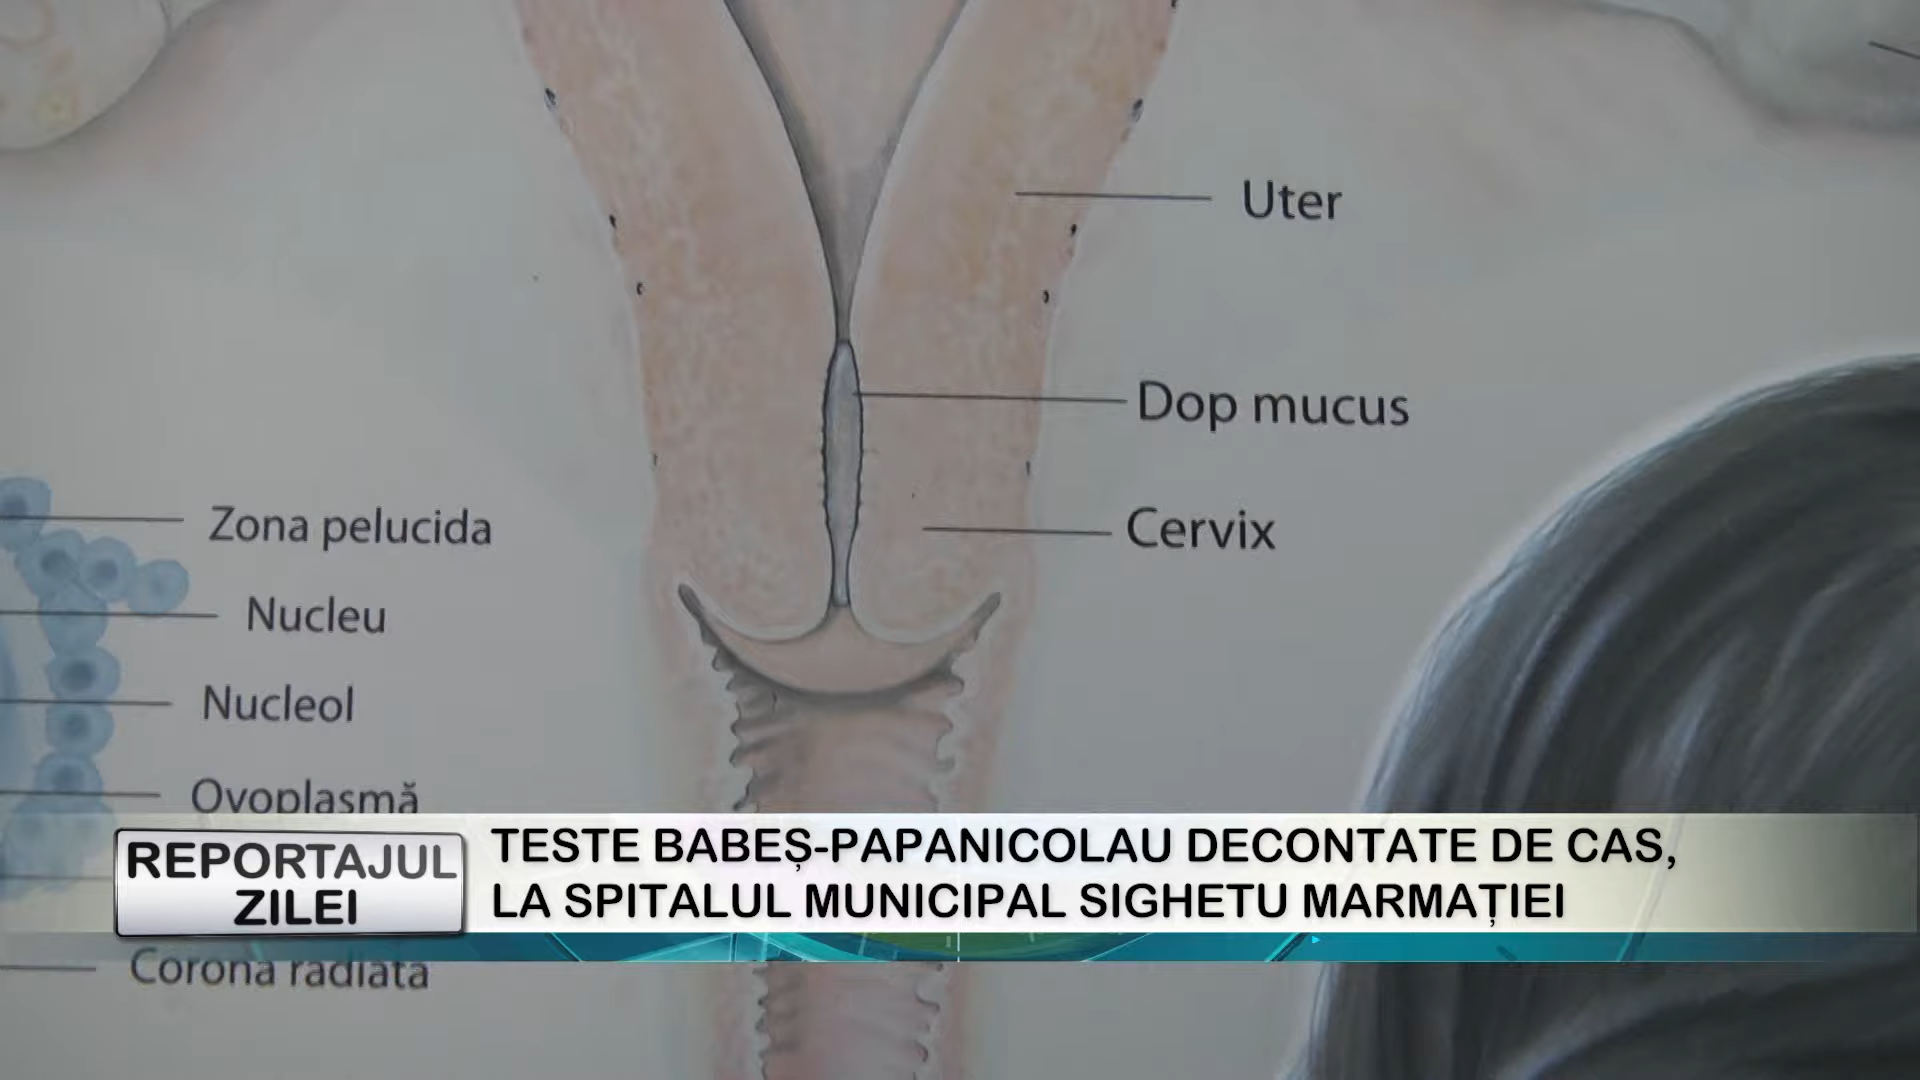 Uter
Dop mucus
Cervix
Zona pelucida
Nucleu
Nucleol
Ovoplasmă
REPORTAJUL
ZILEI
TESTE BABEȘ-PAPANICOLAU DECONTATE DE CAS,
LA SPITALUL MUNICIPAL SIGHETU MARMAȚIEI
Corona radiata